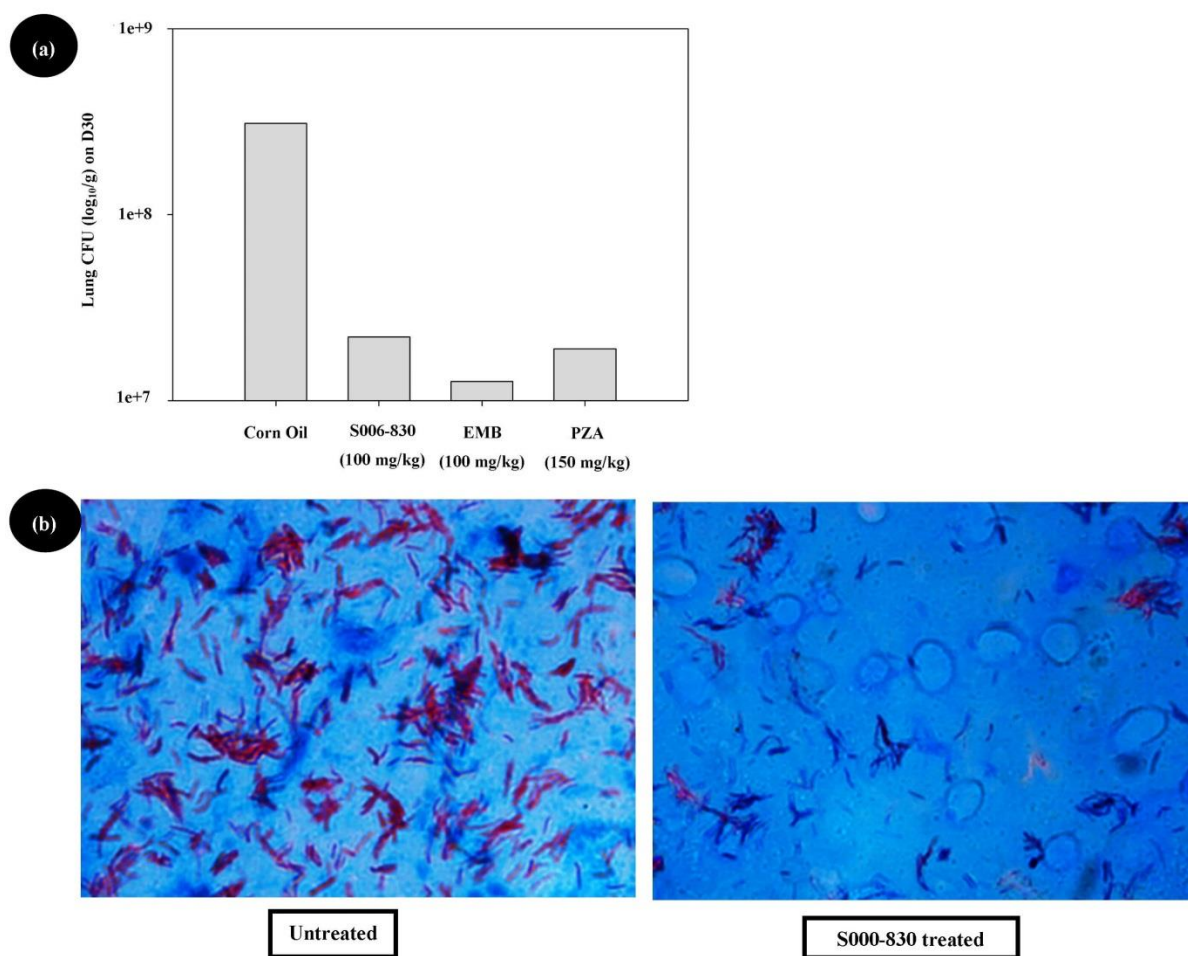 (a)
1e+9
1e+8
1e+7
Lung CFU (log₁₀/g) on D30
Corn Oil
S006-830
(100 mg/kg)
EMB
(100 mg/kg)
PZA
(150 mg/kg)
(b)
Untreated
S000-830 treated